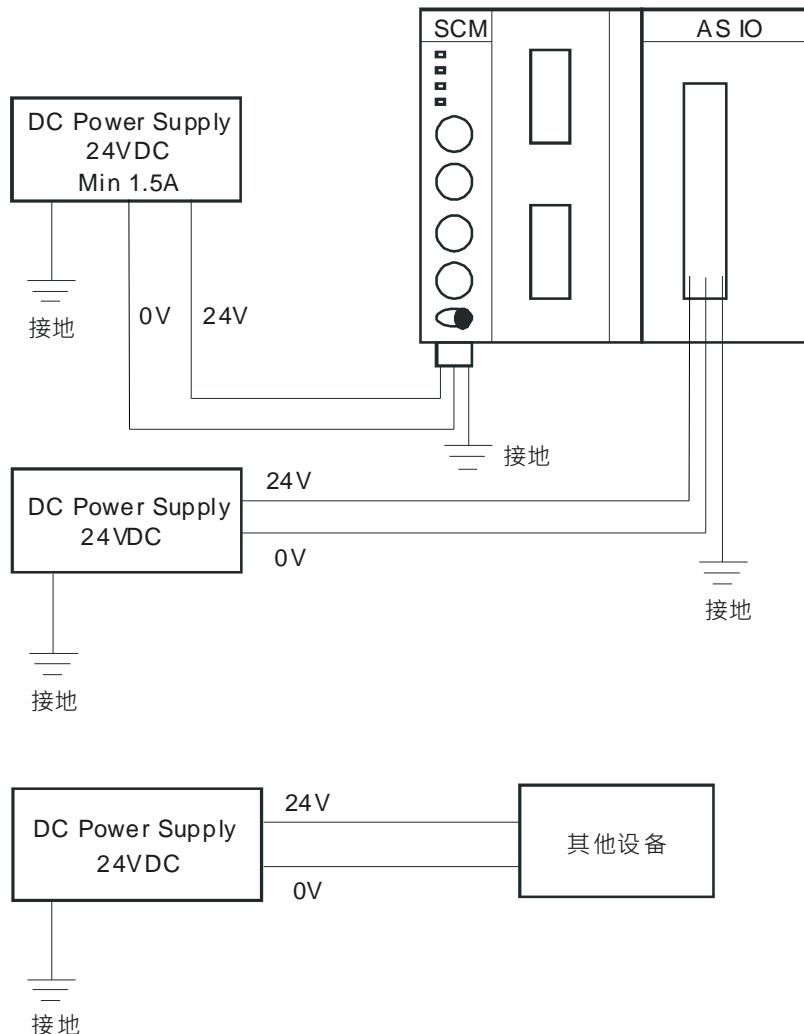 SCM
AS IO
DC Power Supply
24VDC
Min 1.5A
0V
24V
接地
接地
24V
DC Power Supply
24VDC
0V
接地
接地
24V
DC Power Supply
24VDC
其他设备
0V
接地